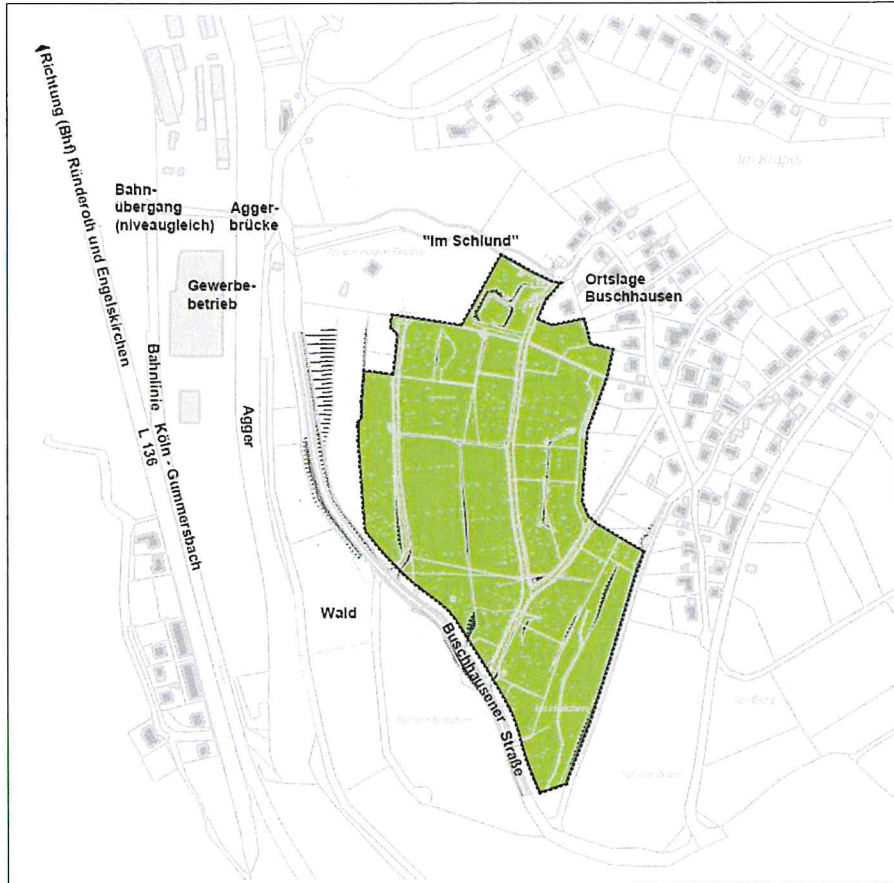 Richtung (Bhf) Ründeroth und Engelskirchen
Bahn-
übergang
(niveaugleich)
Agger-
brücke
Im Krapel
"Im Schlund"
Gewerbe-
betrieb
Ortslage
Buschhausen
Bahnlinie Köln - Gummersbach
L 136
Agger
Wald
Buschhausener Straße